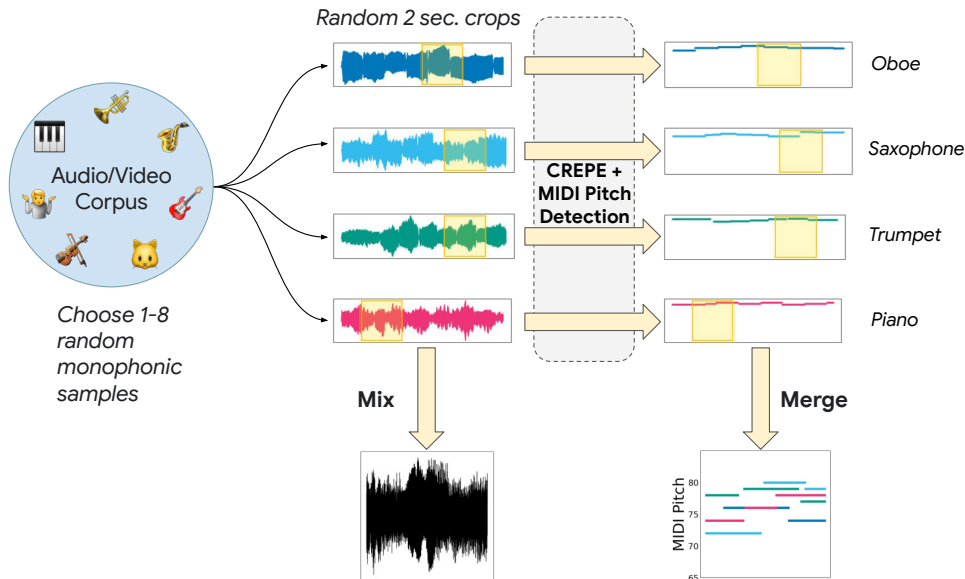 Random 2 sec. crops
Oboe
Audio/Video
Corpus
Saxophone
CREPE +
MIDI Pitch
Detection
Trumpet
Choose 1-8
random
monophonic
samples
Piano
Mix
Merge
MIDI Pitch
80
75
70
65